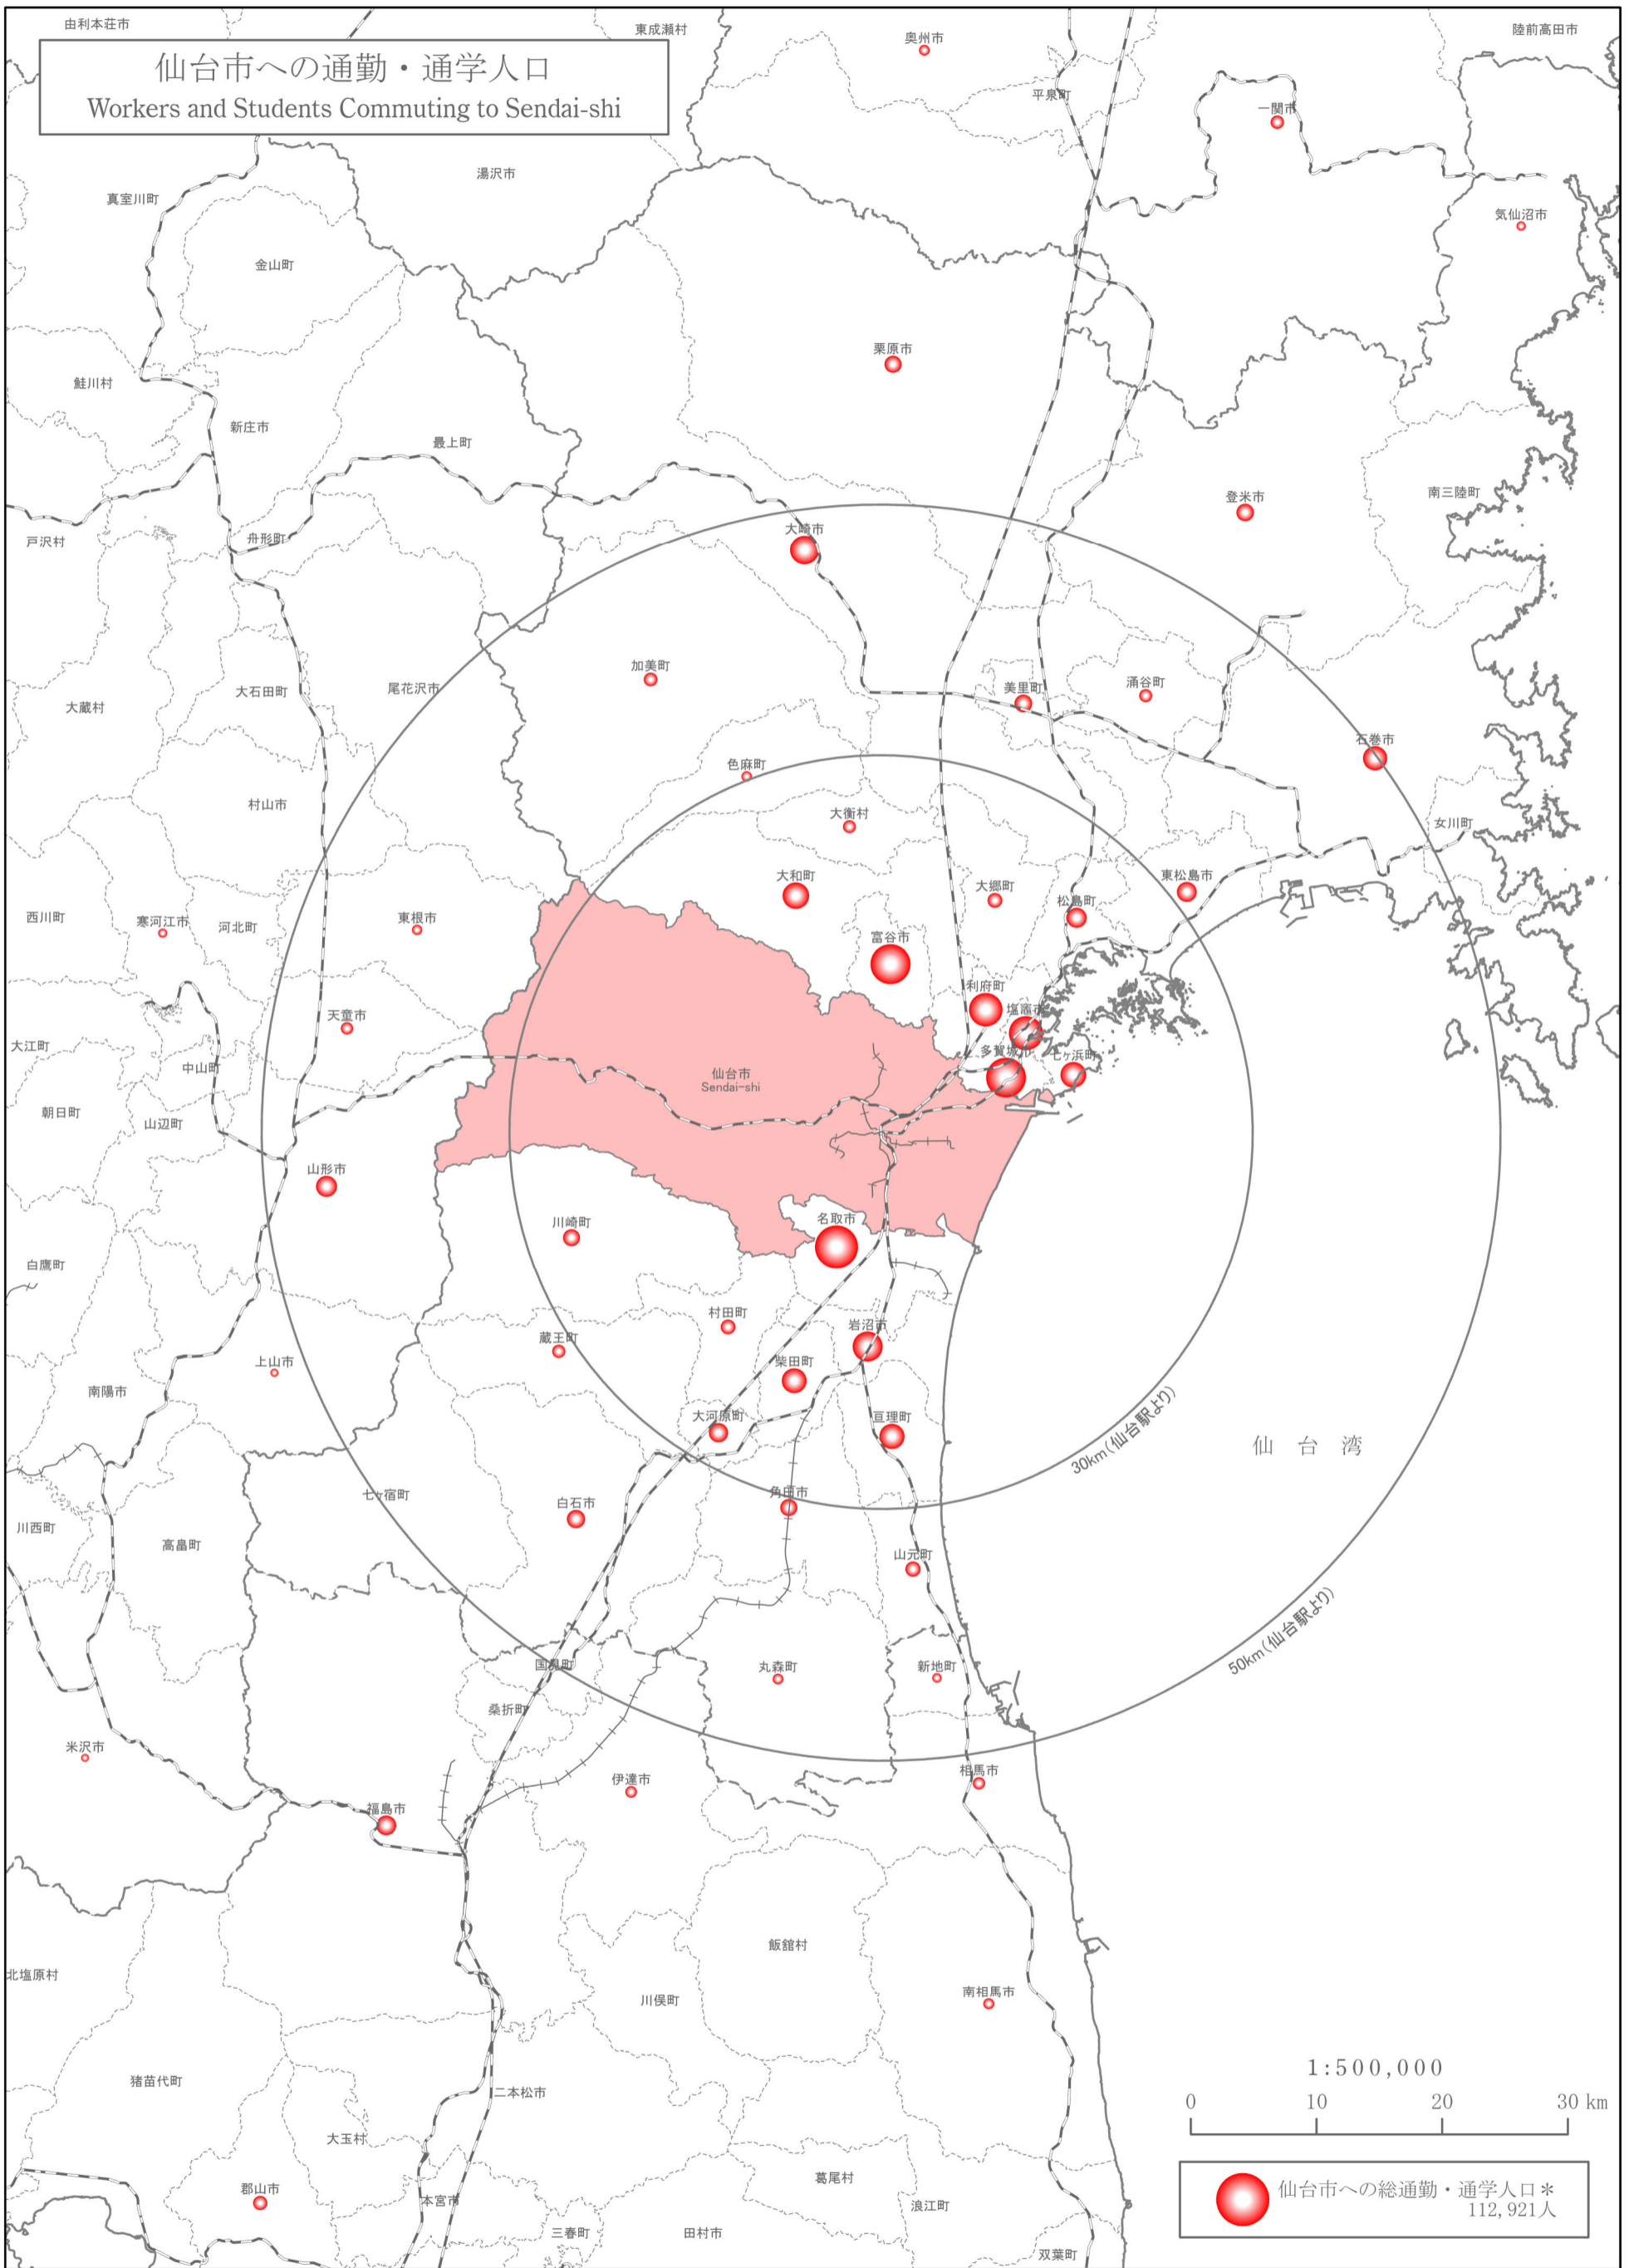 由利本荘市
東成瀬村
奥州市
陸前高田市
仙台市への通勤・通学人口
Workers and Students Commuting to Sendai-shi
平泉町
一関市
湯沢市
真室川町
気仙沼市
金山町
栗原市
鮭川村
新庄市
最上町
登米市
南三陸町
大崎市
戸沢村
舟形町
加美町
美里町
涌谷町
大石田町
尾花沢市
大蔵村
石巻市
色麻町
村山市
大衡村
女川町
大和町
東松島市
大郷町
松島町
西川町
寒河江市
河北町
東根市
富谷市
利府町
塩竈市
天童市
大江町
多賀城市
七ヶ浜町
中山町
仙台市
Sendai-shi
朝日町
山辺町
山形市
川崎町
名取市
白鷹町
村田町
蔵王町
岩沼市
上山市
柴田町
南陽市
大河原町
亘理町
30km(仙台駅より)
仙台湾
七ヶ宿町
白石市
角田市
川西町
高畠町
山元町
50km(仙台駅より)
国見町
丸森町
新地町
桑折町
米沢市
伊達市
相馬市
福島市
飯舘村
北塩原村
川俣町
南相馬市
1:500,000
猪苗代町
二本松市
0 10 20 30 km
大玉村
葛尾村
郡山市
本宮市
浪江町
三春町
田村市
双葉町
仙台市への総通勤・通学人口＊
112,921人